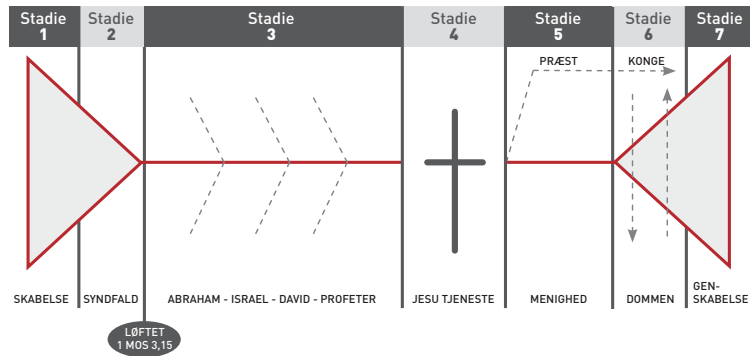 Stadie
1
Stadie
2
Stadie
3
Stadie
4
Stadie
5
Stadie
6
Stadie
7
PRÆST
KONGE
SKABELSE
SYNDFALD
ABRAHAM - ISRAEL - DAVID - PROFETER
JESU TJENESTE
MENIGHED
DOMMEN
GEN-
SKABELSE
LØFTET
1 MOS 3,15